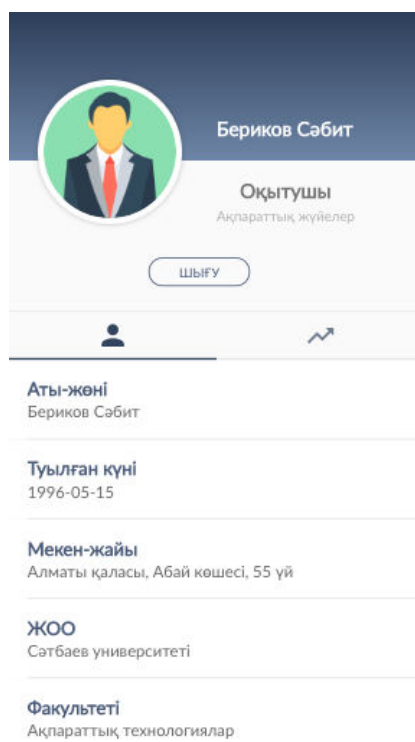 Бериков Сәбит
Оқытушы
Ақпараттық жүйелер
ШЫҒУ
Аты-жөні
Бериков Сәбит
Туылған күні
1996-05-15
Мекен-жайы
Алматы қаласы, Абай көшесі, 55 үй
ЖОО
Сәтбаев университеті
Факультеті
Ақпараттық технологиялар